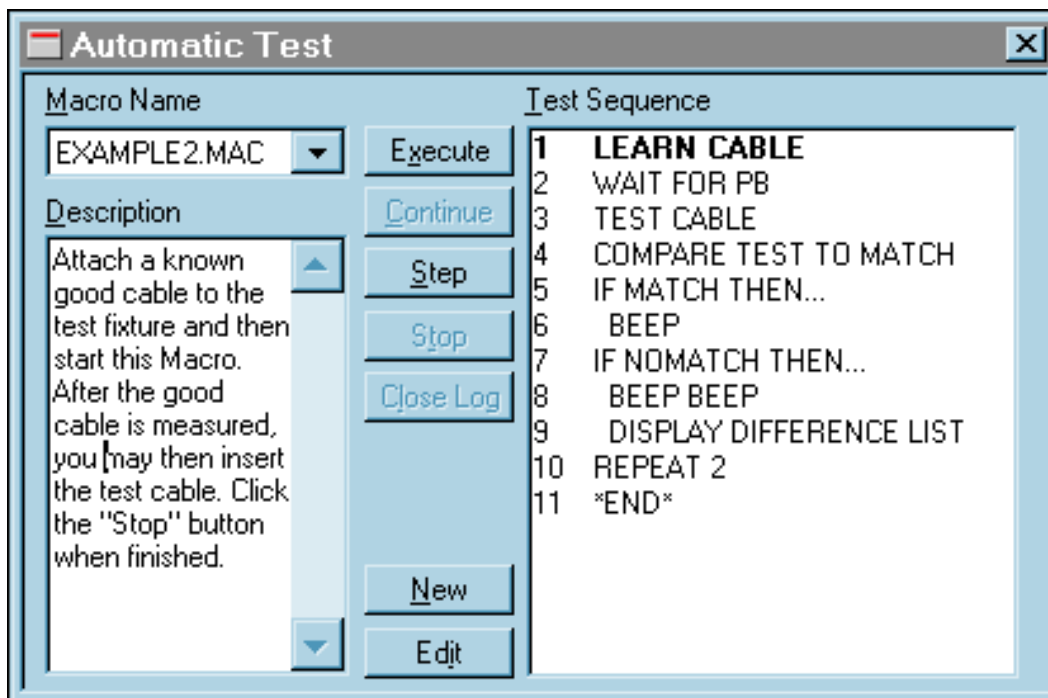 Automatic Test
Macro Name
EXAMPLE2.MAC
Description
Attach a known
good cable to the
test fixture and then
start this Macro.
After the good
cable is measured,
you may then insert
the test cable. Click
the "Stop" button
when finished.
Execute
Continue
Step
Stop
Close Log
New
Edit
Test Sequence
1 LEARN CABLE
2 WAIT FOR PB
3 TEST CABLE
4 COMPARE TEST TO MATCH
5 IF MATCH THEN...
6 BEEP
7 IF NOMATCH THEN...
8 BEEP BEEP
9 DISPLAY DIFFERENCE LIST
10 REPEAT 2
11 *END*